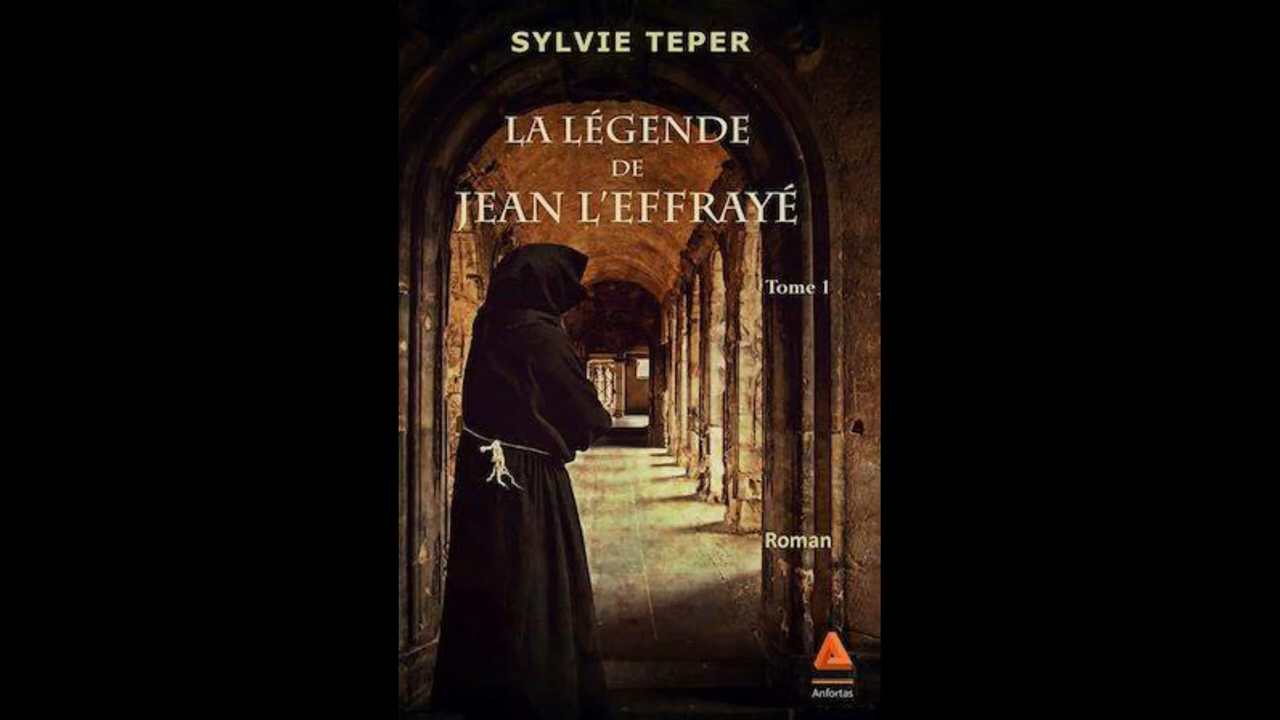 SYLVIE TEPER
LA LÉGENDE
DE
JEAN L'EFFRAYÉ
Tome 1
Roman
Anfortas